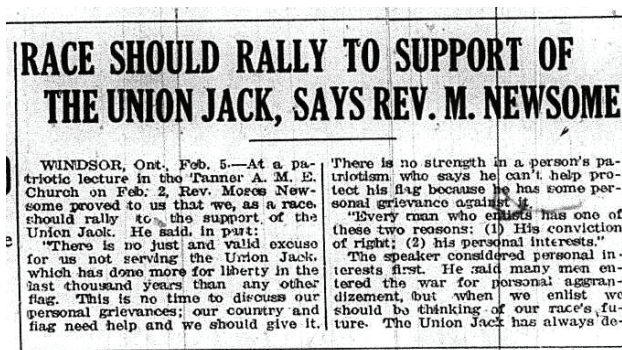 RACE SHOULD RALLY TO SUPPORT OF
THE UNION JACK, SAYS REV. M. NEWSOME
WINDSOR, Ont., Feb. 5.—At a pa-
triotic lecture in the Tanner A. M. E.
Church on Feb. 2, Rev. Moses New-
some proved to us that we, as a race,
should rally to the support of the
Union Jack. He said, in part:
"There is no just and valid excuse
for us not serving the Union Jack,
which has done more for liberty in the
last thousand years than any other
flag. This is no time to discuss our
personal grievances; our country and
flag need help and we should give it.
There is no strength in a person's pa-
triotism who says he can't help pro-
tect his flag because he has some per-
sonal grievance against it.
"Every man who enlists has one of
these two reasons: (1) His conviction
of right; (2) his personal interests."
The speaker considered personal in-
terests first. He said many men en-
tered the war for personal aggran-
dizement, but when we enlist we
should be thinking of our race's fu-
ture. The Union Jack has always de-